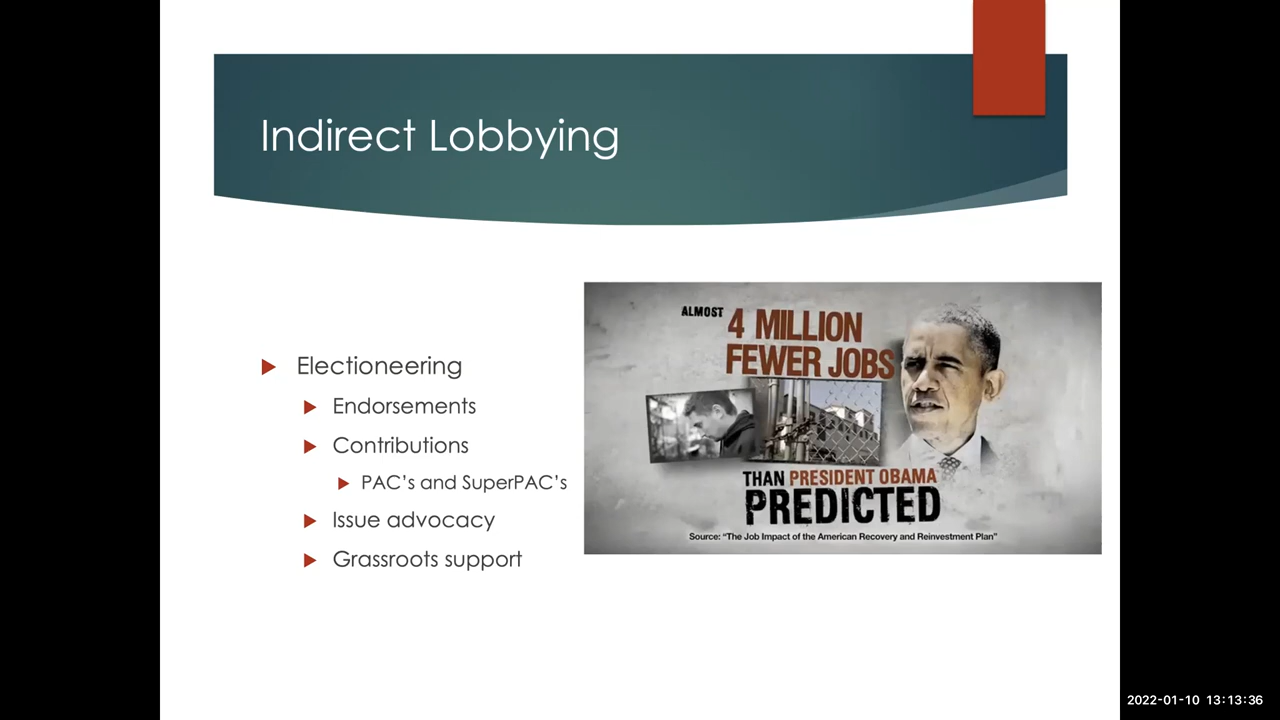 Indirect Lobbying
Electioneering
Endorsements
Contributions
PAC's and SuperPAC's
Issue advocacy
Grassroots support
ALMOST 4 MILLION
FEWER JOBS
THAN PRESIDENT OBAMA
PREDICTED
Source: "The Job Impact of the American Recovery and Reinvestment Plan"
2022-01-10 13:13:36